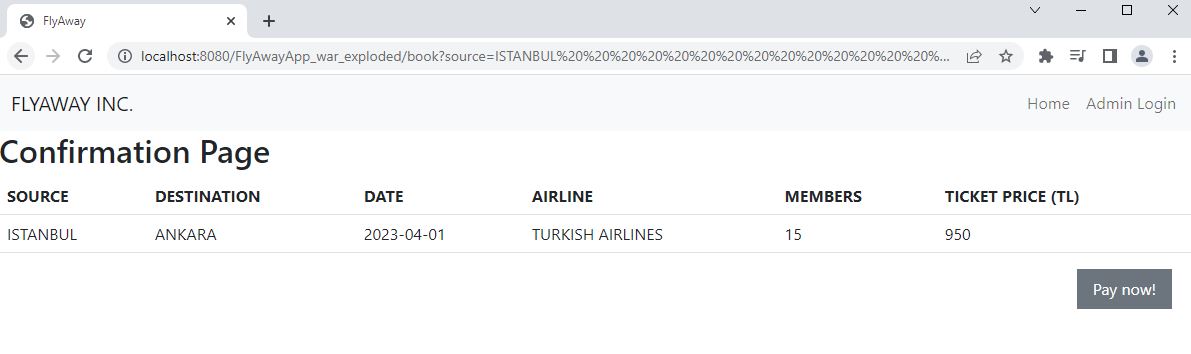 FlyAway
localhost:8080/FlyAwayApp_war_exploded/book?source=ISTANBUL%20%20%20%20%20%20%20%20%20%20%20%20%20%20%...
FLYAWAY INC. Home Admin Login
Confirmation Page
SOURCE DESTINATION DATE AIRLINE MEMBERS TICKET PRICE (TL)
ISTANBUL ANKARA 2023-04-01 TURKISH AIRLINES 15 950
Pay now!